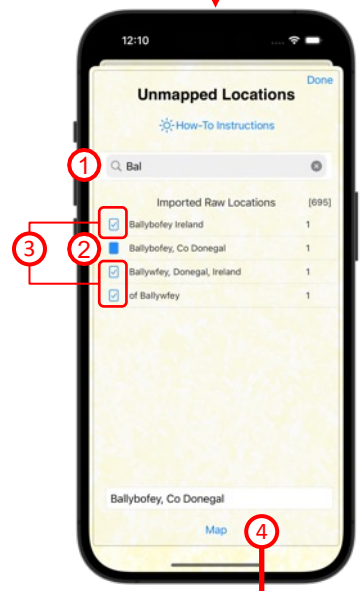 12:10
Done
Unmapped Locations
How-To Instructions
1
Bal
Imported Raw Locations [695]
Ballybofey Ireland 1
3 2 Ballybofey, Co Donegal 1
Ballywfey, Donegal, Ireland 1
of Ballywfey 1
Ballybofey, Co Donegal
Map 4